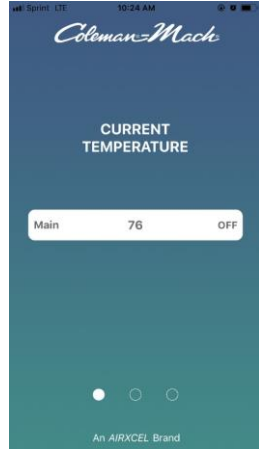 Sprint LTE 10:24 AM
Coleman-Mach
CURRENT
TEMPERATURE
Main 76 OFF
An AIRXCEL Brand